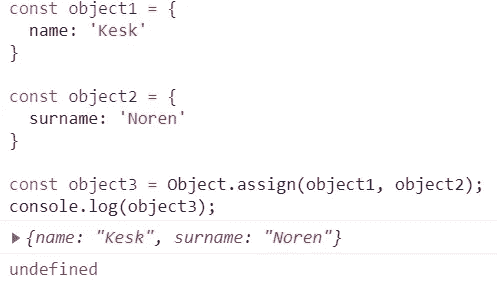 const object1 = {
  name: 'Kesk'
}
const object2 = {
  surname: 'Noren'
}
const object3 = Object.assign(object1, object2);
console.log(object3);
▶{name: "Kesk", surname: "Noren"}
undefined